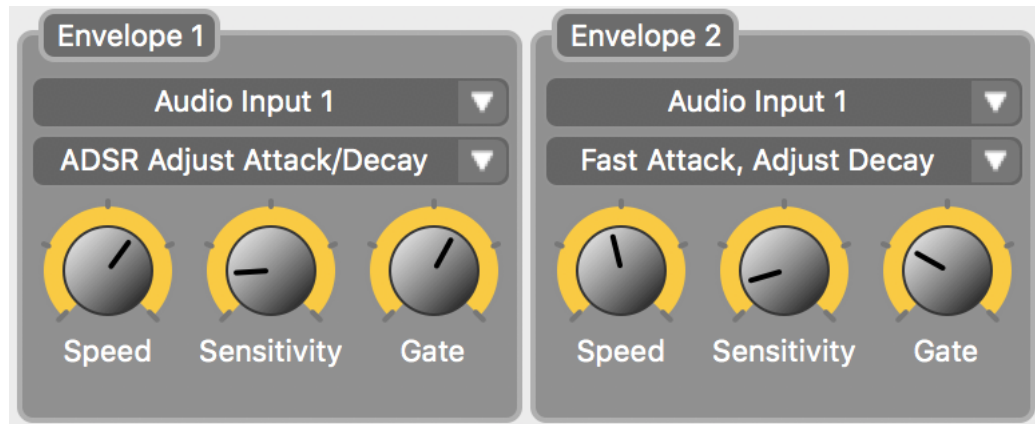 Envelope 1
Audio Input 1
ADSR Adjust Attack/Decay
Speed Sensitivity Gate
Envelope 2
Audio Input 1
Fast Attack, Adjust Decay
Speed Sensitivity Gate